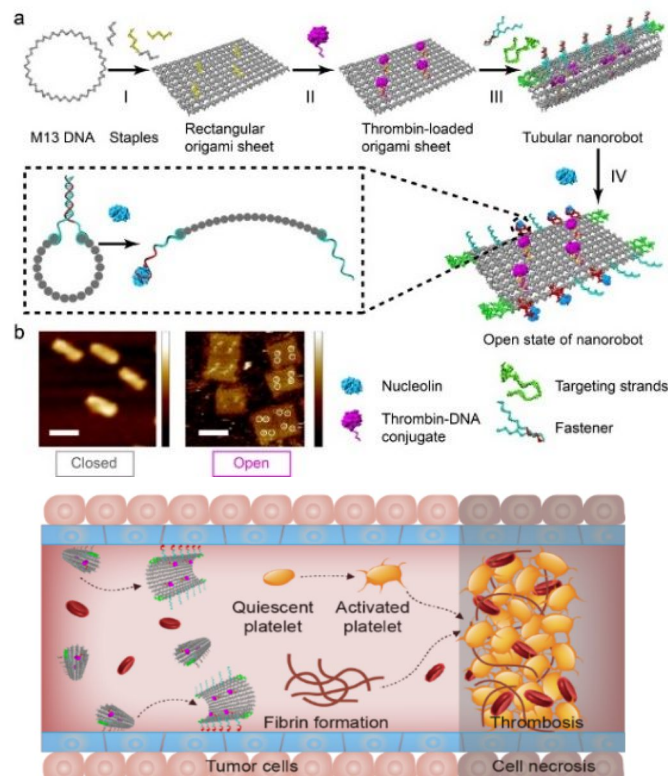 a
I
II
III
M13 DNA
Staples
Rectangular
origami sheet
Thrombin-loaded
origami sheet
Tubular nanorobot
IV
Open state of nanorobot
b
Closed
Open
Nucleolin
Thrombin-DNA
conjugate
Targeting strands
Fastener
Quiescent
platelet
Activated
platelet
Fibrin formation
Thrombosis
Tumor cells
Cell necrosis